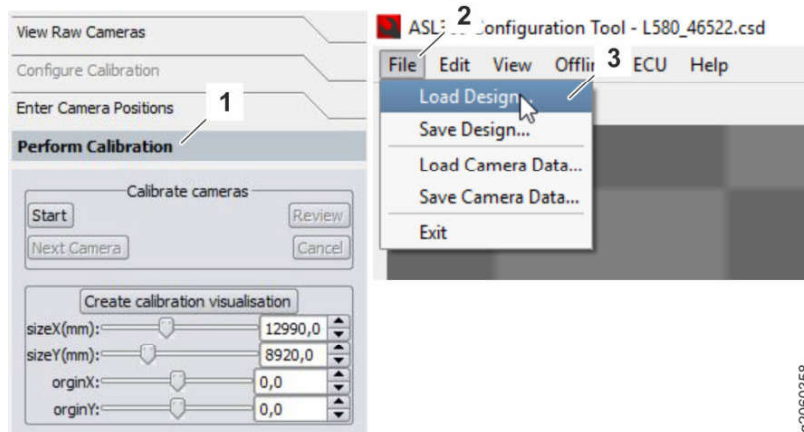 View Raw Cameras
Configure Calibration
Enter Camera Positions
1
Perform Calibration
Calibrate cameras
Start
Review
Next Camera
Cancel
Create calibration visualisation
sizeX(mm):
12990,0
sizeY(mm):
8920,0
orginX:
0,0
orginY:
0,0
2
Configuration Tool - L580_46522.csd
File Edit View ECU Help
3
Load Design...
Save Design...
Load Camera Data...
Save Camera Data...
Exit